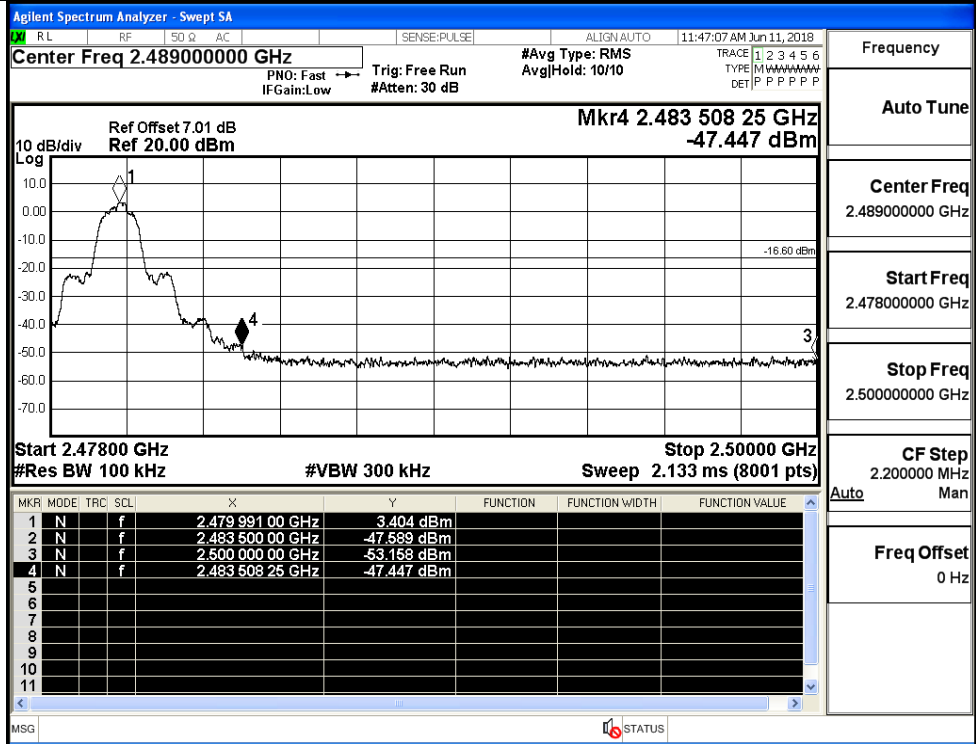 Agilent Spectrum Analyzer - Swept SA
LXI RL RF 50 Ω AC SENSE:PULSE ALIGN AUTO 11:47:07 AM Jun 11, 2018
Center Freq 2.489000000 GHz
PNO: Fast
IFGain:Low
Trig: Free Run
#Atten: 30 dB
#Avg Type: RMS
Avg|Hold: 10/10
TRACE 1 2 3 4 5 6
TYPE M WWWWW
DET P P P P P P
Mkr4 2.483 508 25 GHz
-47.447 dBm
Ref Offset 7.01 dB
10 dB/div Ref 20.00 dBm
Log
10.0
0.00
-10.0
-20.0
-30.0
-40.0
-50.0
-60.0
-70.0
1
4
3
-16.60 dBm
Start 2.47800 GHz Stop 2.50000 GHz
#Res BW 100 kHz #VBW 300 kHz Sweep 2.133 ms (8001 pts)
MKR MODE TRC SCL X Y FUNCTION FUNCTION WIDTH FUNCTION VALUE
1 N f 2.479 991 00 GHz 3.404 dBm
2 N f 2.483 500 00 GHz -47.589 dBm
3 N f 2.500 000 00 GHz -53.158 dBm
4 N f 2.483 508 25 GHz -47.447 dBm
5
6
7
8
9
10
11
MSG STATUS
Frequency
Auto Tune
Center Freq
2.489000000 GHz
Start Freq
2.478000000 GHz
Stop Freq
2.500000000 GHz
CF Step
2.200000 MHz
Auto Man
Freq Offset
0 Hz